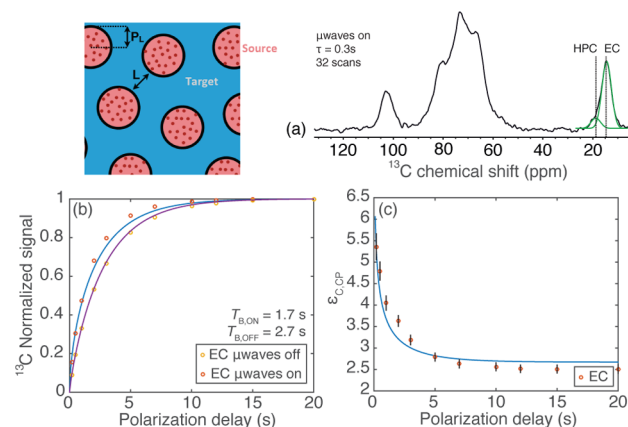 P_L
Source
L
Target
μwaves on
τ = 0.3s
32 scans
HPC EC
(a)
120 100 80 60 40 20
¹³C chemical shift (ppm)
(b)
¹³C Normalized signal
1
0.8
0.6
0.4
0.2
0
T_B,ON = 1.7 s
T_B,OFF = 2.7 s
EC μwaves off
EC μwaves on
0 5 10 15 20
Polarization delay (s)
(c)
ε_C,CP
6.5
6
5.5
5
4.5
4
3.5
3
2.5
2
EC
0 5 10 15 20
Polarization delay (s)